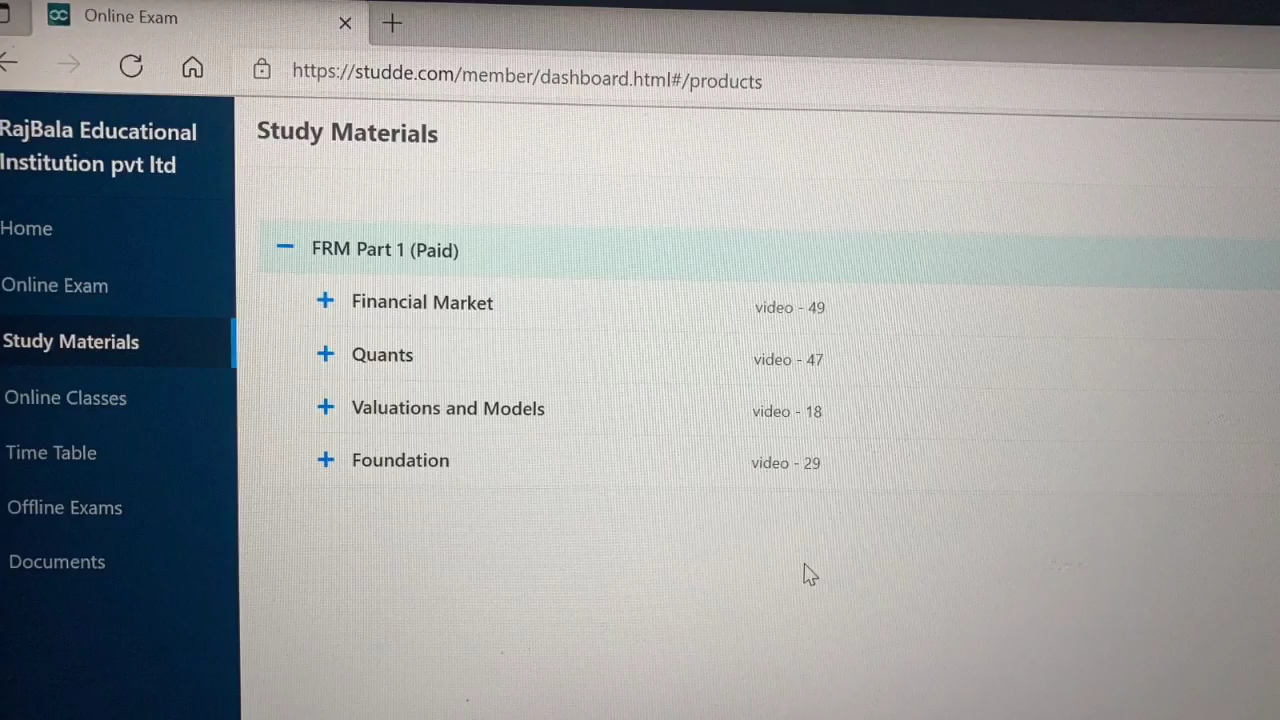 Online Exam
https://studde.com/member/dashboard.html#/products
RajBala Educational
Institution pvt ltd
Home
Online Exam
Study Materials
Online Classes
Time Table
Offline Exams
Documents
Study Materials
FRM Part 1 (Paid)
Financial Market video - 49
Quants video - 47
Valuations and Models video - 18
Foundation video - 29